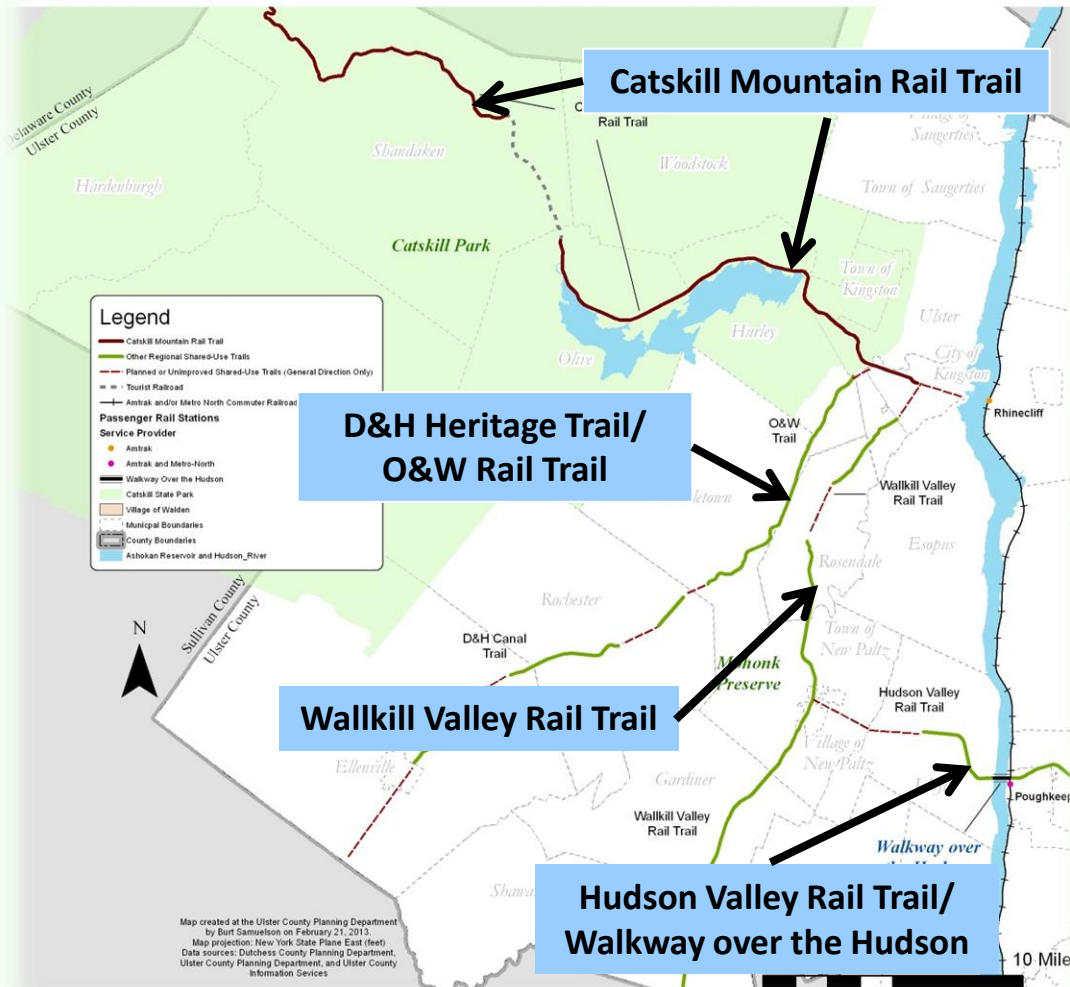 Catskill Mountain Rail Trail
Rail Trail
Saugerties
Delaware County
Ulster County
Shandaken
Woodstock
Hardenburgh
Town of Saugerties
Catskill Park
Town of
Kingston
Hurley
Ulster
Olive
City of
Kingston
Rhinecliff
Legend
Catskill Mountain Rail Trail
Other Regional Shared-Use Trails
Planned or Unimproved Shared-Use Trails (General Direction Only)
Tourist Railroad
Amtrak and/or Metro North Commuter Railroad
Passenger Rail Stations
Service Provider
Amtrak
Amtrak and Metro-North
Walkway Over the Hudson
Catskill State Park
Village of Walden
Municpal Boundaries
County Boundaries
Ashokan Reservoir and Hudson_River
D&H Heritage Trail/
O&W Rail Trail
O&W
Trail
Wallkill Valley
Rail Trail
Esopus
Rosendale
Rochester
Sullivan County
Ulster County
N
D&H Canal
Trail
Town of
New Paltz
Mohonk
Preserve
Hudson Valley
Rail Trail
Wallkill Valley Rail Trail
Village of
New Paltz
Ellenville
Gardiner
Wallkill Valley
Rail Trail
Poughkeep
Walkway over
Hudson Valley Rail Trail/
Walkway over the Hudson
Map created at the Ulster County Planning Department
by Burt Samuelson on February 21, 2013.
Map projection: New York State Plane East (feet)
Data sources: Dutchess County Planning Department,
Ulster County Planning Department, and Ulster County
Information Sevices
10 Mile